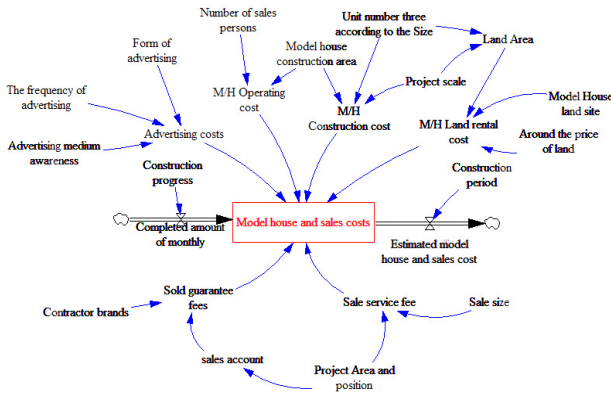 Number of sales
persons
Unit number three
according to the Size
Form of
advertising
Model house
construction area
Land Area
Project scale
The frequency of
advertising
M/H Operating
cost
Model House
land site
M/H
Construction cost
M/H Land rental
cost
Advertising costs
Around the price
of land
Advertising medium
awareness
Construction
progress
Construction
period
Completed amount
of monthly
Model house and sales costs
Estimated model
house and sales cost
Sold guarantee
fees
Sale service fee
Sale size
Contractor brands
sales account
Project Area and
position